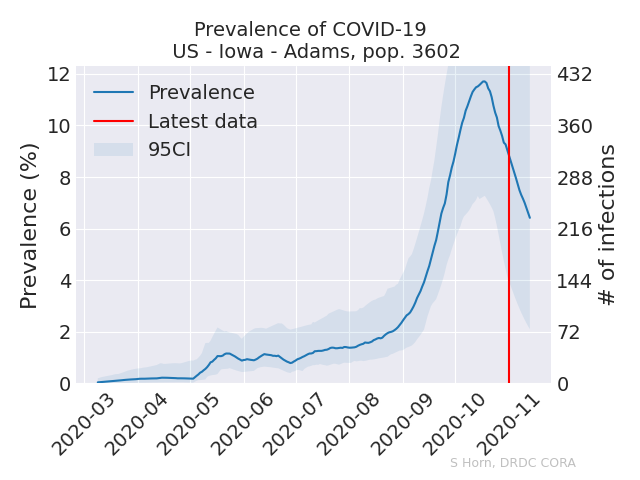 Prevalence of COVID-19
US - Iowa - Adams, pop. 3602
Prevalence
Latest data
95CI
Prevalence (%)
12
10
8
6
4
2
0
432
360
288
216
144
72
0
# of infections
2020-03
2020-04
2020-05
2020-06
2020-07
2020-08
2020-09
2020-10
2020-11
S Horn, DRDC CORA